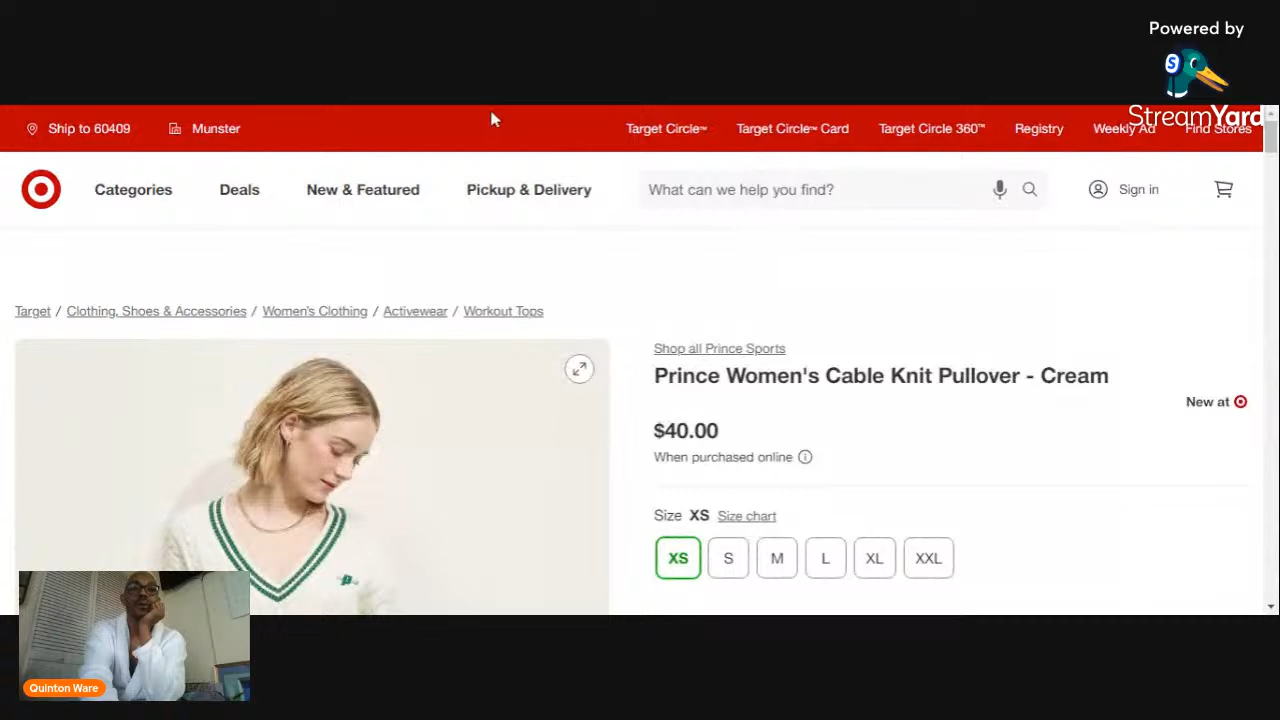 Powered by
StreamYard
Ship to 60409
Munster
Target Circle™
Target Circle™ Card
Target Circle 360™
Registry
Weekly Ad
Find Stores
Categories
Deals
New & Featured
Pickup & Delivery
What can we help you find?
Sign in
Target / Clothing, Shoes & Accessories / Women's Clothing / Activewear / Workout Tops
Shop all Prince Sports
Prince Women's Cable Knit Pullover - Cream
New at
$40.00
When purchased online
Size XS Size chart
XS S M L XL XXL
Quinton Ware